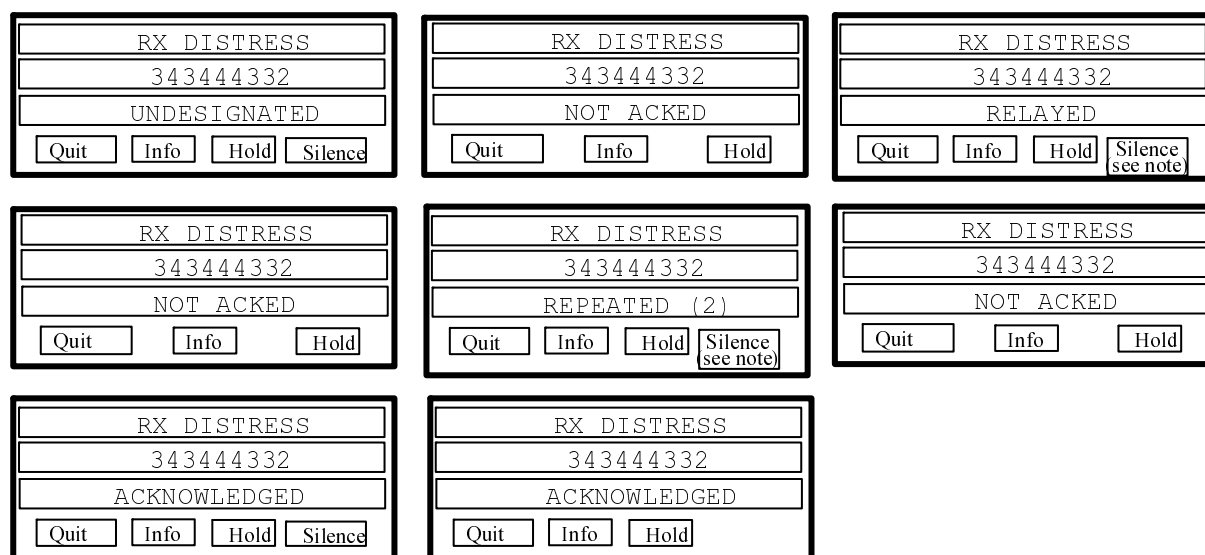 RX DISTRESS
343444332
UNDESIGNATED
Quit Info Hold Silence
RX DISTRESS
343444332
NOT ACKED
Quit Info Hold
RX DISTRESS
343444332
RELAYED
Quit Info Hold Silence
(see note)
RX DISTRESS
343444332
NOT ACKED
Quit Info Hold
RX DISTRESS
343444332
REPEATED (2)
Quit Info Hold Silence
(see note)
RX DISTRESS
343444332
NOT ACKED
Quit Info Hold
RX DISTRESS
343444332
ACKNOWLEDGED
Quit Info Hold Silence
RX DISTRESS
343444332
ACKNOWLEDGED
Quit Info Hold